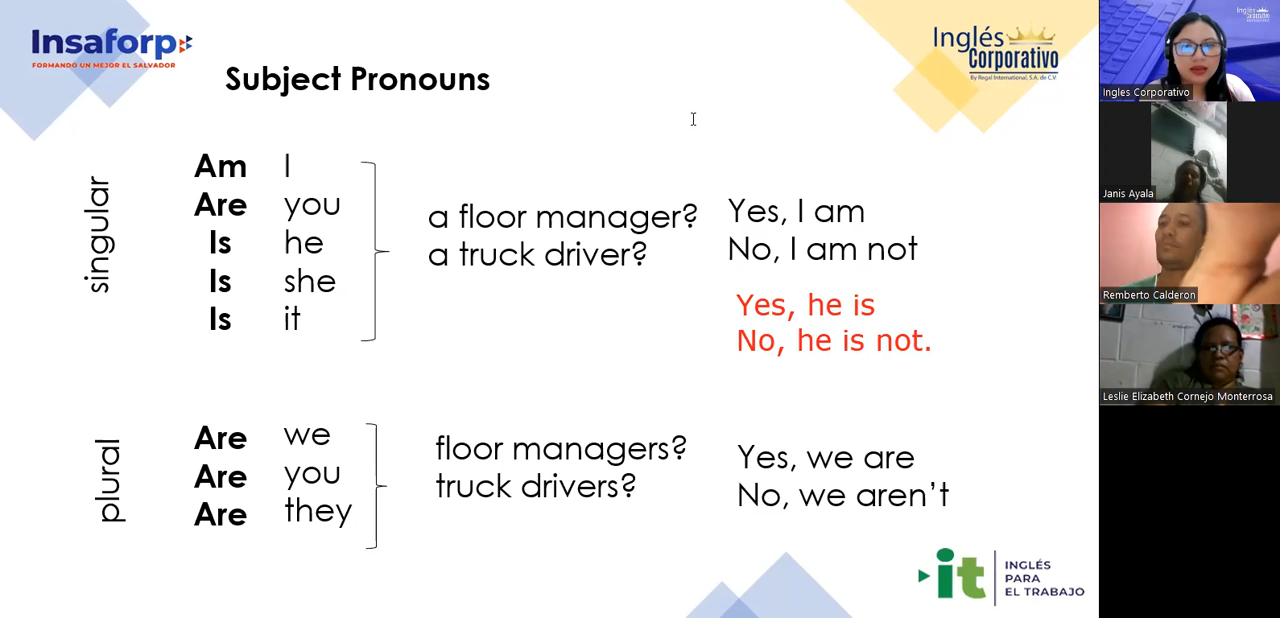 Insaforp
FORMANDO UN MEJOR EL SALVADOR
Inglés
Corporativo
By Regal International, S.A. de C.V.
Subject Pronouns
singular
Am I
Are you
Is he
Is she
Is it
a floor manager?
a truck driver?
Yes, I am
No, I am not
Yes, he is
No, he is not.
plural
Are we
Are you
Are they
floor managers?
truck drivers?
Yes, we are
No, we aren’t
it
INGLÉS
PARA
EL TRABAJO
Inglés
Corporativo
Ingles Corporativo
Janis Ayala
Remberto Calderon
Leslie Elizabeth Cornejo Monterrosa